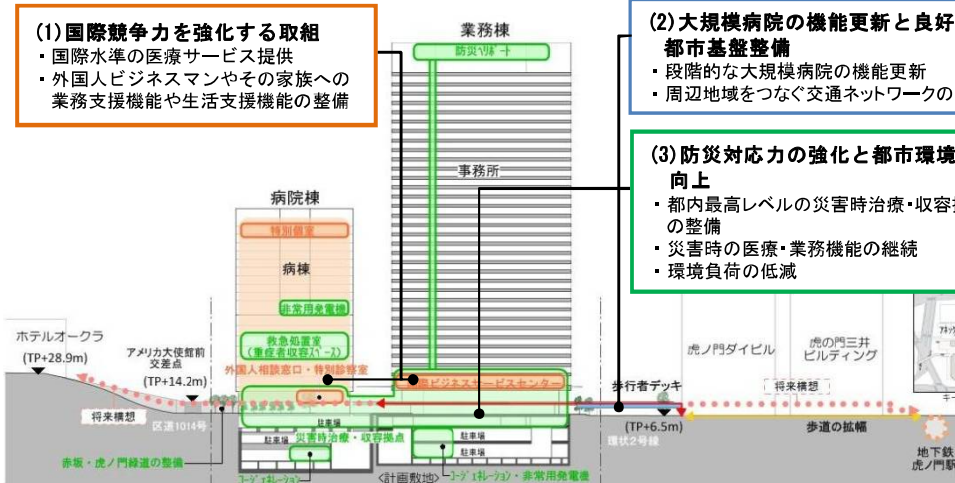 (1)国際競争力を強化する取組
・国際水準の医療サービス提供
・外国人ビジネスマンやその家族への
業務支援機能や生活支援機能の整備
(2)大規模病院の機能更新と良好
都市基盤整備
・段階的な大規模病院の機能更新
・周辺地域をつなぐ交通ネットワークの
(3)防災対応力の強化と都市環境
向上
・都内最高レベルの災害時治療・収容
の整備
・災害時の医療・業務機能の継続
・環境負荷の低減
業務棟
防災ヘリポート
事務所
病院棟
特別個室
病棟
非常用発電機
救急処置室
(重症者収容スペース)
外国人相談窓口・特別診察室
ビジネスサービスセンター
ホテルオークラ
(TP+28.9m)
アメリカ大使館前
交差点
(TP+14.2m)
将来構想
区道1014号
赤坂・虎ノ門緑道の整備
駐車場
駐車場
災害時治療・収容拠点
コージェネレーション
<計画敷地>
駐車場
駐車場
コージェネレーション・非常用発電機
歩行者デッキ
(TP+6.5m)
環状2号線
虎ノ門ダイビル
虎の門三井
ビルディング
将来構想
歩道の拡幅
地下鉄
虎ノ門駅